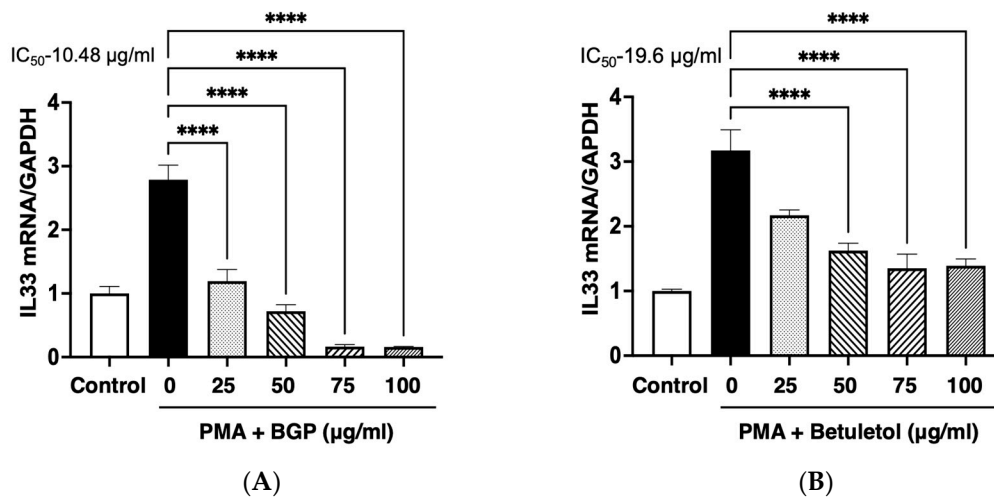 ****
****
IC50-10.48 µg/ml
****
****
IL33 mRNA/GAPDH
4
3
2
1
0
Control 0 25 50 75 100
PMA + BGP (µg/ml)
(A)
****
****
IC50-19.6 µg/ml
****
IL33 mRNA/GAPDH
4
3
2
1
0
Control 0 25 50 75 100
PMA + Betuletol (µg/ml)
(B)